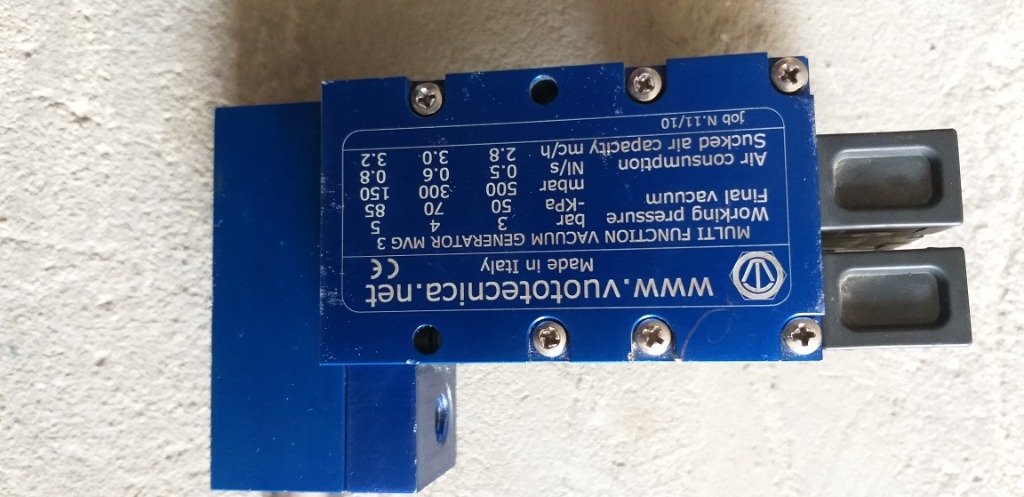 www.vuototecnica.net
Made in Italy CE
MULTI FUNCTION VACUUM GENERATOR MVG 3
Working pressure bar 3 4 5
Final vacuum -KPa 50 70 85
mbar 500 300 150
Air consumption Nl/s 0.5 0.6 0.8
Sucked air capacity mc/h 2.8 3.0 3.2
job N.11/10